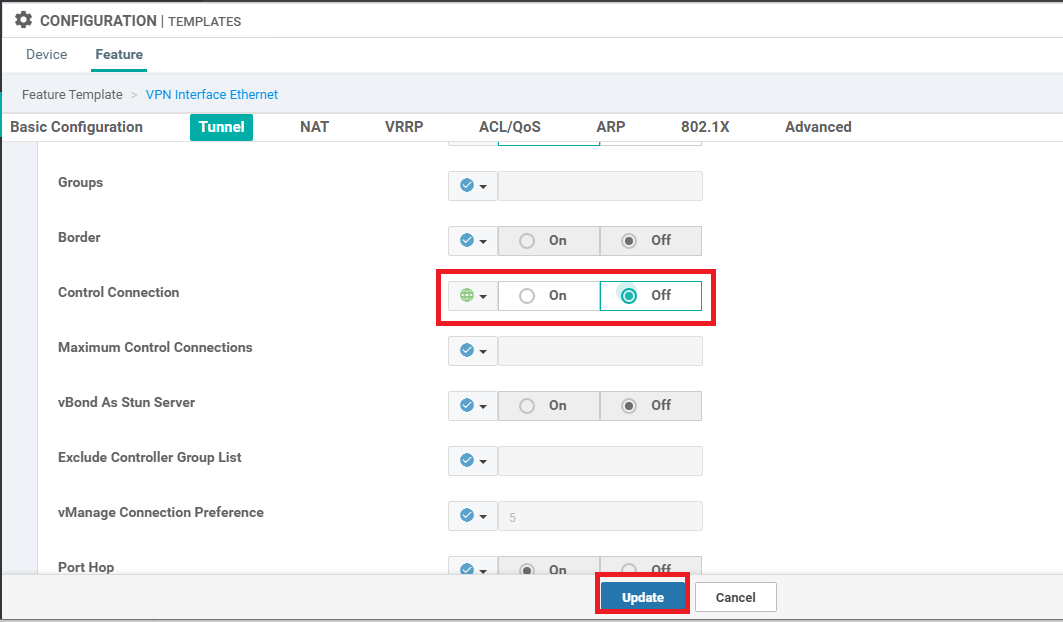 CONFIGURATION | TEMPLATES
Device Feature
Feature Template > VPN Interface Ethernet
Basic Configuration Tunnel NAT VRRP ACL/QoS ARP 802.1X Advanced
Groups
Border On Off
Control Connection On Off
Maximum Control Connections
vBond As Stun Server On Off
Exclude Controller Group List
vManage Connection Preference 5
Port Hop On Off
Update Cancel